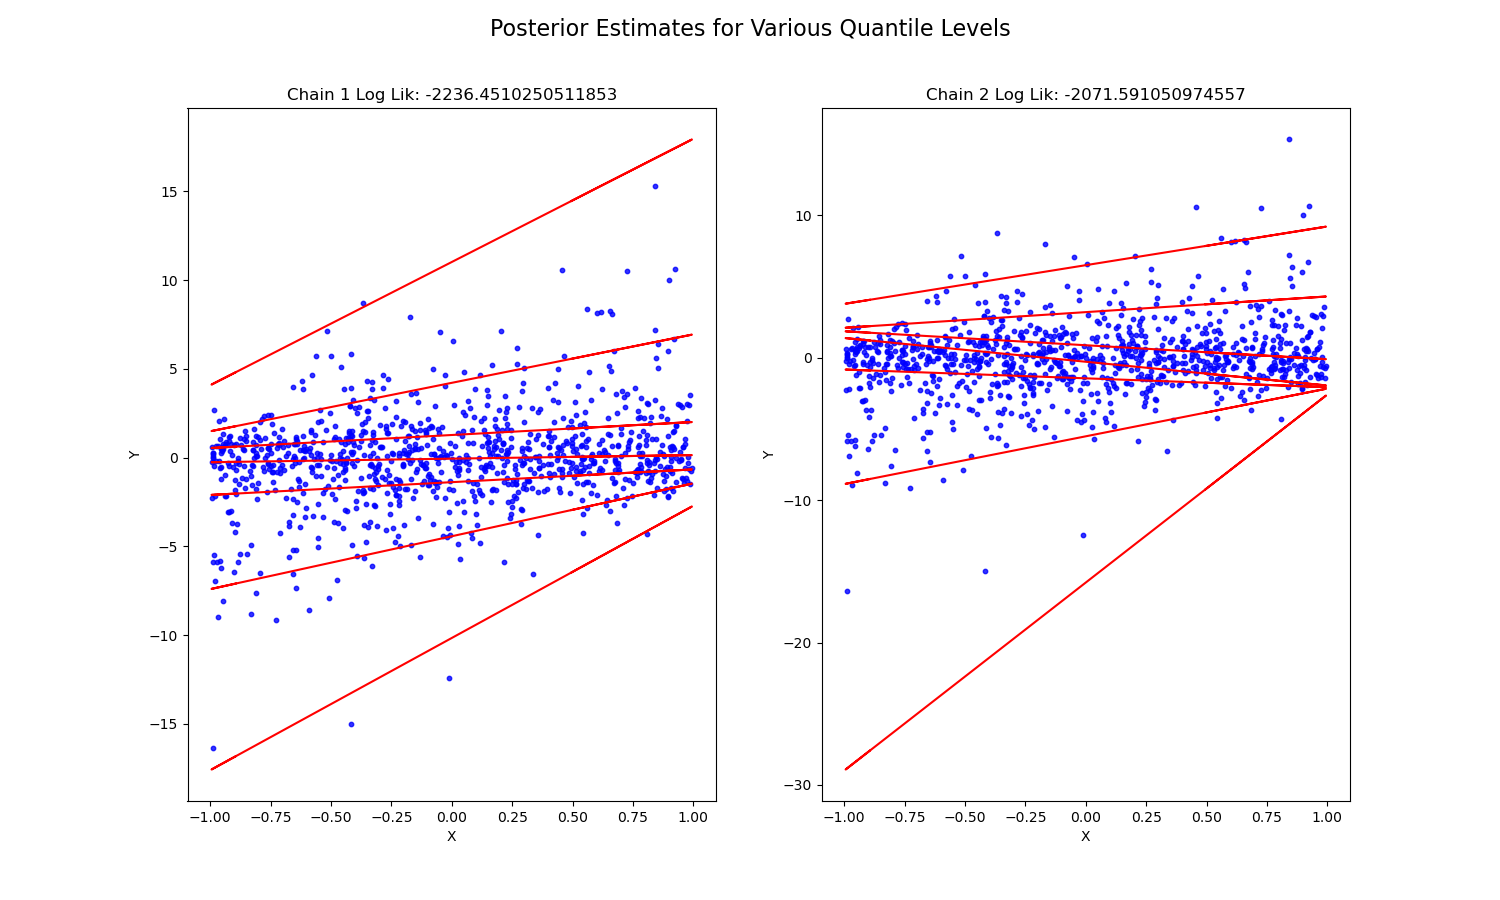 Posterior Estimates for Various Quantile Levels
Chain 1 Log Lik: -2236.4510250511853
15
10
5
0
−5
−10
−15
Y
−1.00 −0.75 −0.50 −0.25 0.00 0.25 0.50 0.75 1.00
X
Chain 2 Log Lik: -2071.591050974557
10
0
−10
−20
−30
Y
−1.00 −0.75 −0.50 −0.25 0.00 0.25 0.50 0.75 1.00
X